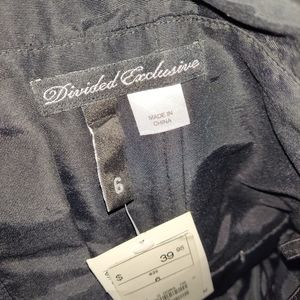 Divided Exclusive
MADE IN
CHINA
6
$ 39.95
6
$